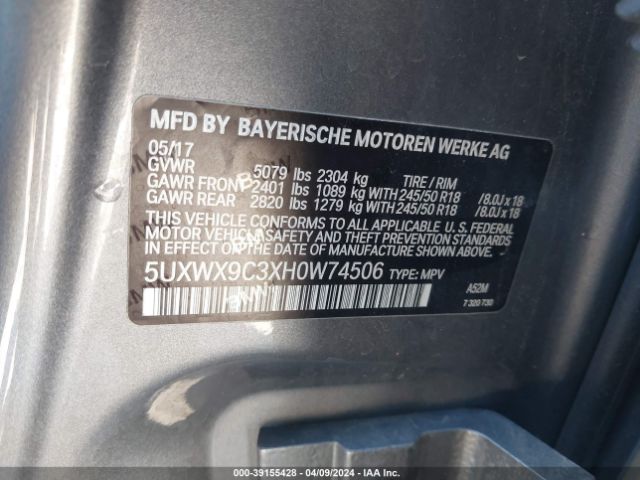 MFD BY BAYERISCHE MOTOREN WERKE AG
05/17
GVWR 5079 lbs 2304 kg TIRE / RIM
GAWR FRONT 2401 lbs 1089 kg WITH 245/50 R18 /8.0J x 18
GAWR REAR 2820 lbs 1279 kg WITH 245/50 R18 /8.0J x 18
THIS VEHICLE CONFORMS TO ALL APPLICABLE U. S. FEDERAL
MOTOR VEHICLE SAFETY, BUMPER, AND THEFT PREVENTION
STANDARDS IN EFFECT ON THE DATE OF MANUFACTURE SHOWN ABOVE.
5UXWX9C3XH0W74506 TYPE: MPV
A52M
7 320 730
000-39155428 - 04/09/2024 - IAA Inc.